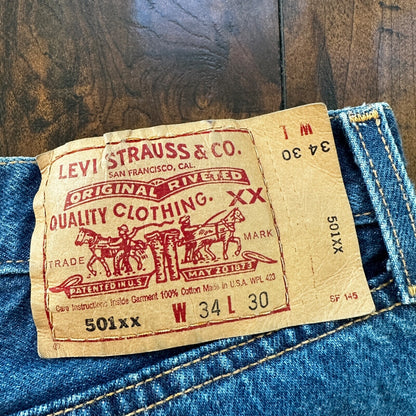 LEVI STRAUSS & CO.
SAN FRANCISCO, CAL.
ORIGINAL RIVETED
QUALITY CLOTHING.
XX
TRADE MARK
PATENTED IN U.S. MAY 20 1873
Care Instructions Inside Garment 100% Cotton Made in U.S.A. WPL 423
501XX W 34 L 30
T M
34 30
501XX
SF 145